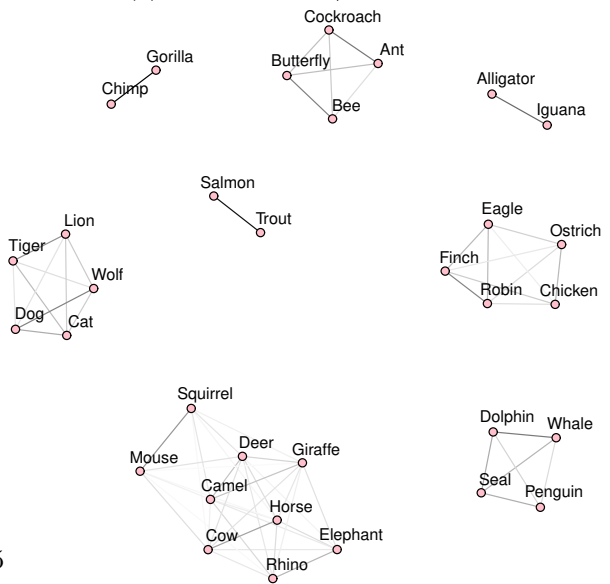 Cockroach
Gorilla
Ant
Butterfly
Chimp
Alligator
Bee
Iguana
Salmon
Trout
Lion
Tiger
Wolf
Dog
Cat
Eagle
Ostrich
Finch
Robin
Chicken
Squirrel
Deer
Giraffe
Mouse
Camel
Horse
Cow
Elephant
Rhino
Dolphin
Whale
Seal
Penguin